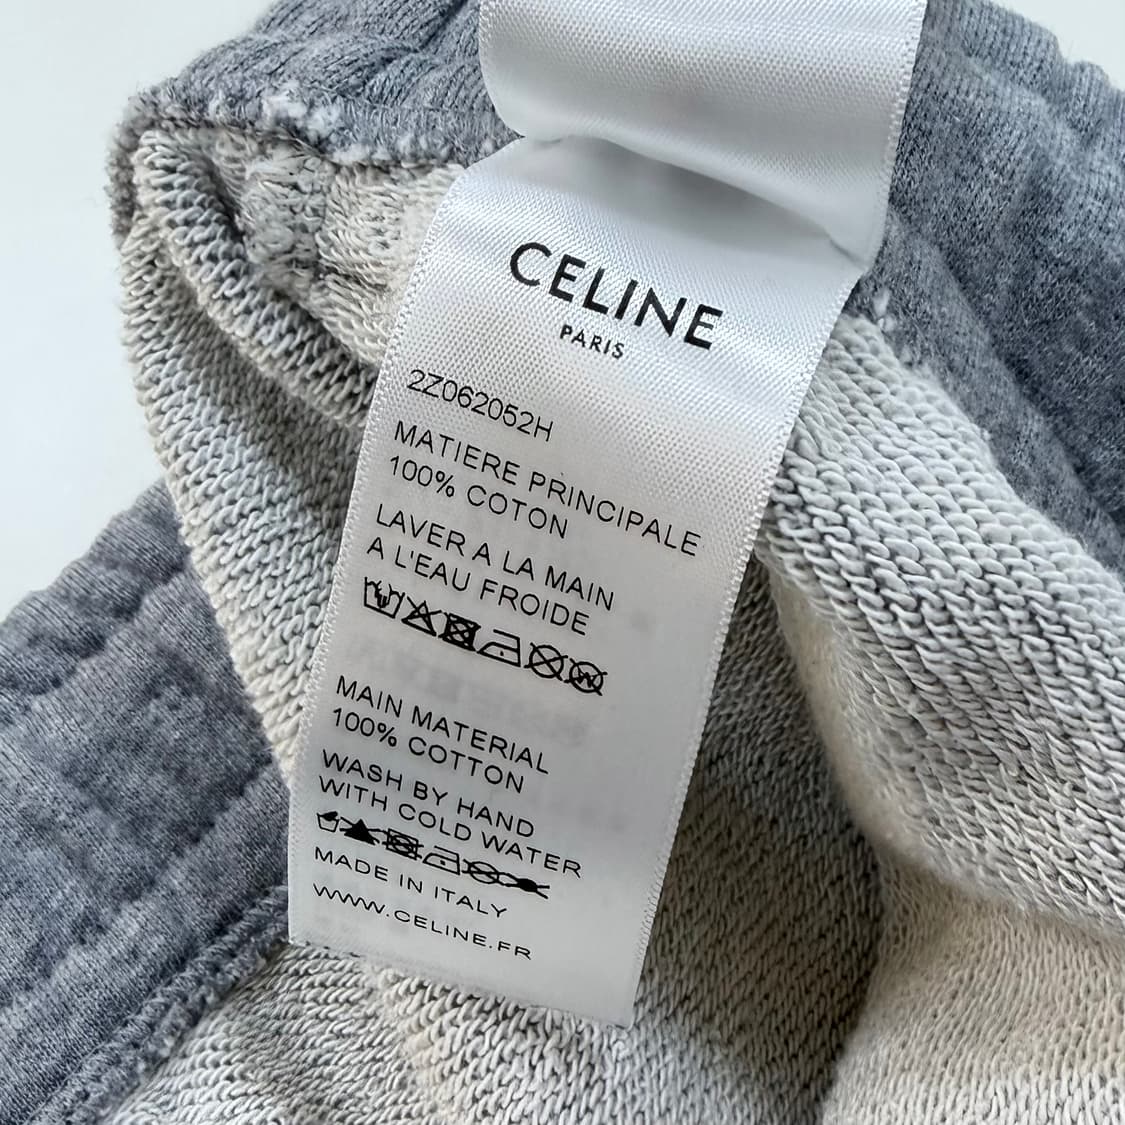 CELINE
PARIS
2Z062052H
MATIERE PRINCIPALE
100% COTON
LAVER A LA MAIN
A L'EAU FROIDE
MAIN MATERIAL
100% COTTON
WASH BY HAND
WITH COLD WATER
MADE IN ITALY
WWW.CELINE.FR